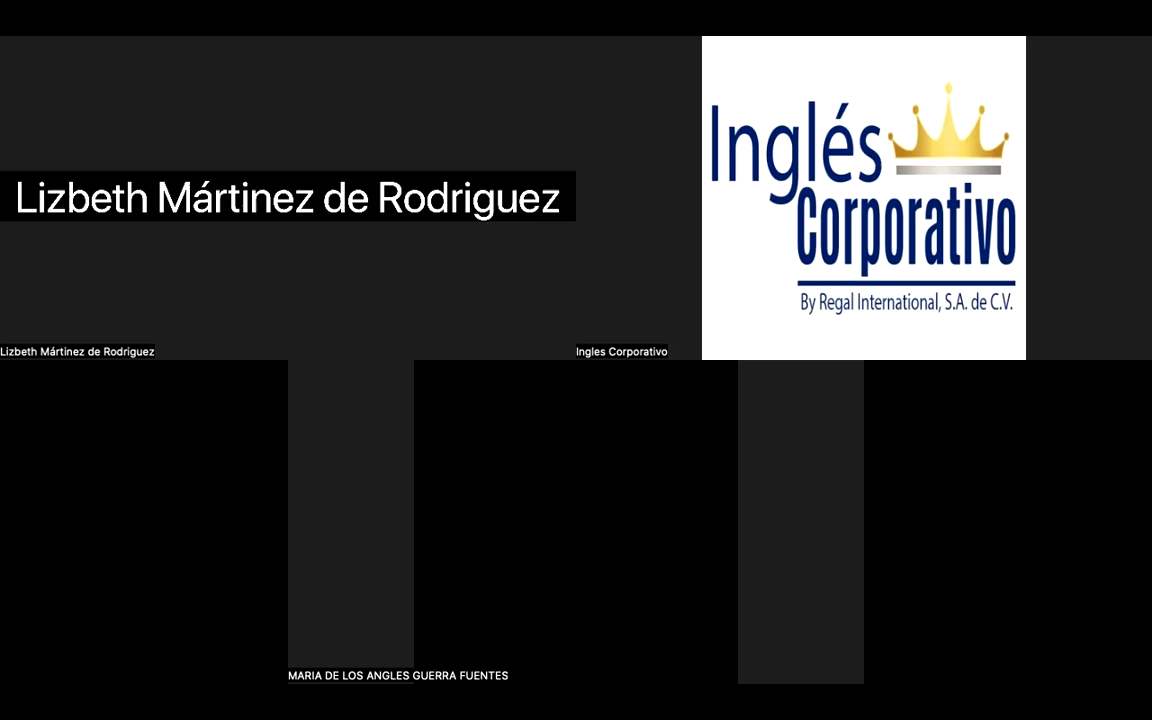 Lizbeth Mártinez de Rodriguez
Inglés
Corporativo
By Regal International, S.A. de C.V.
Lizbeth Mártinez de Rodriguez
Ingles Corporativo
MARIA DE LOS ANGLES GUERRA FUENTES